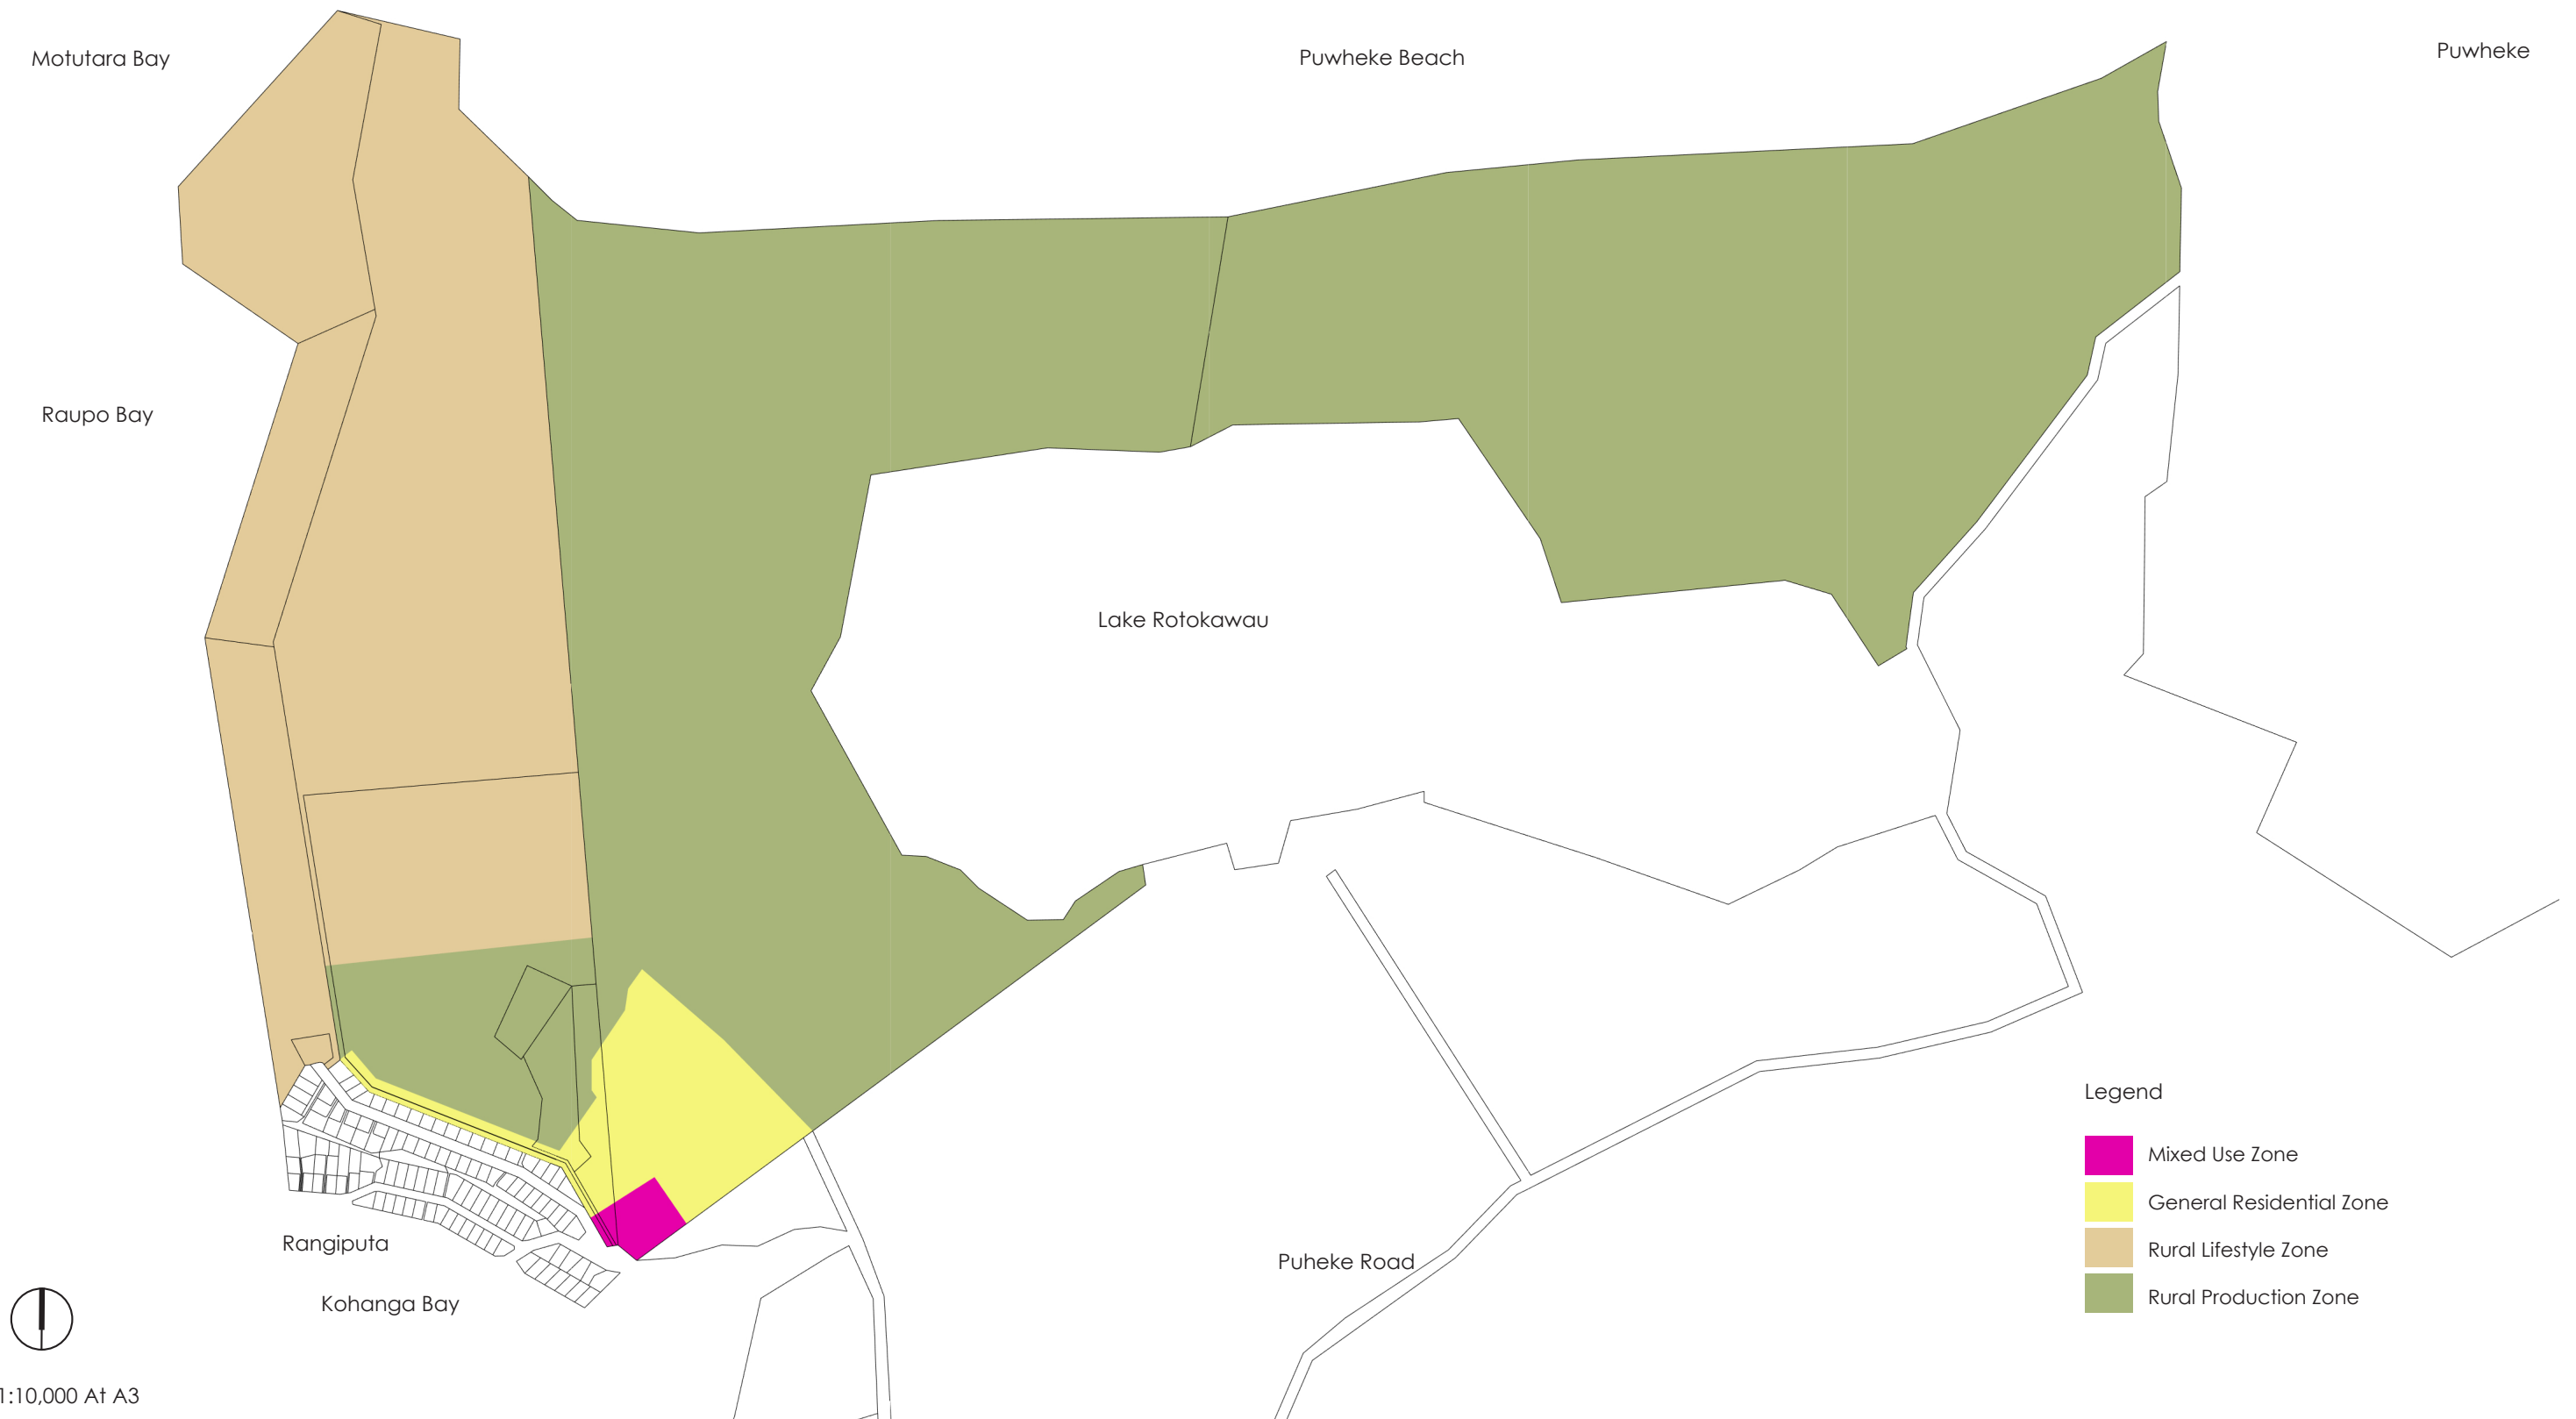 Motutara Bay
Puwheke Beach
Puwheke
Raupo Bay
Lake Rotokawau
Legend
Mixed Use Zone
General Residential Zone
Rural Lifestyle Zone
Rural Production Zone
Rangiputa
Puheke Road
Kohanga Bay
1:10,000 At A3